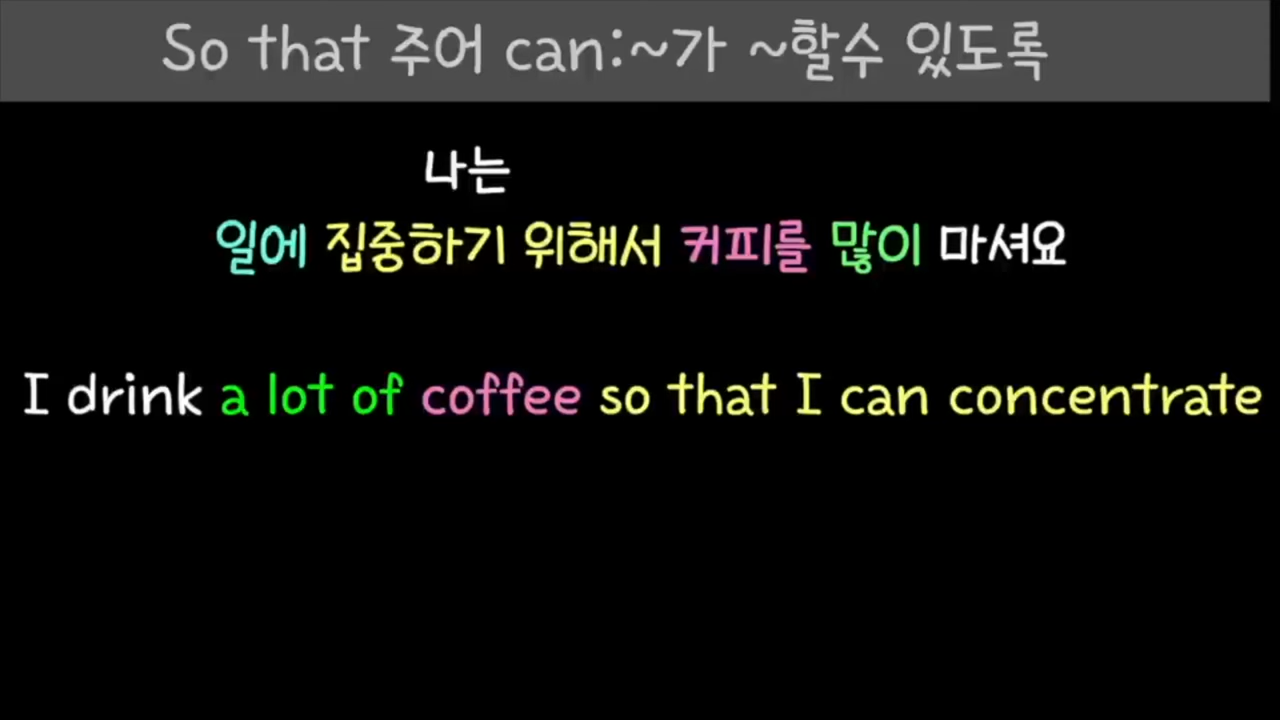 So that 주어 can:~가 ~할수 있도록
나는
일에 집중하기 위해서 커피를 많이 마셔요
I drink a lot of coffee so that I can concentrate